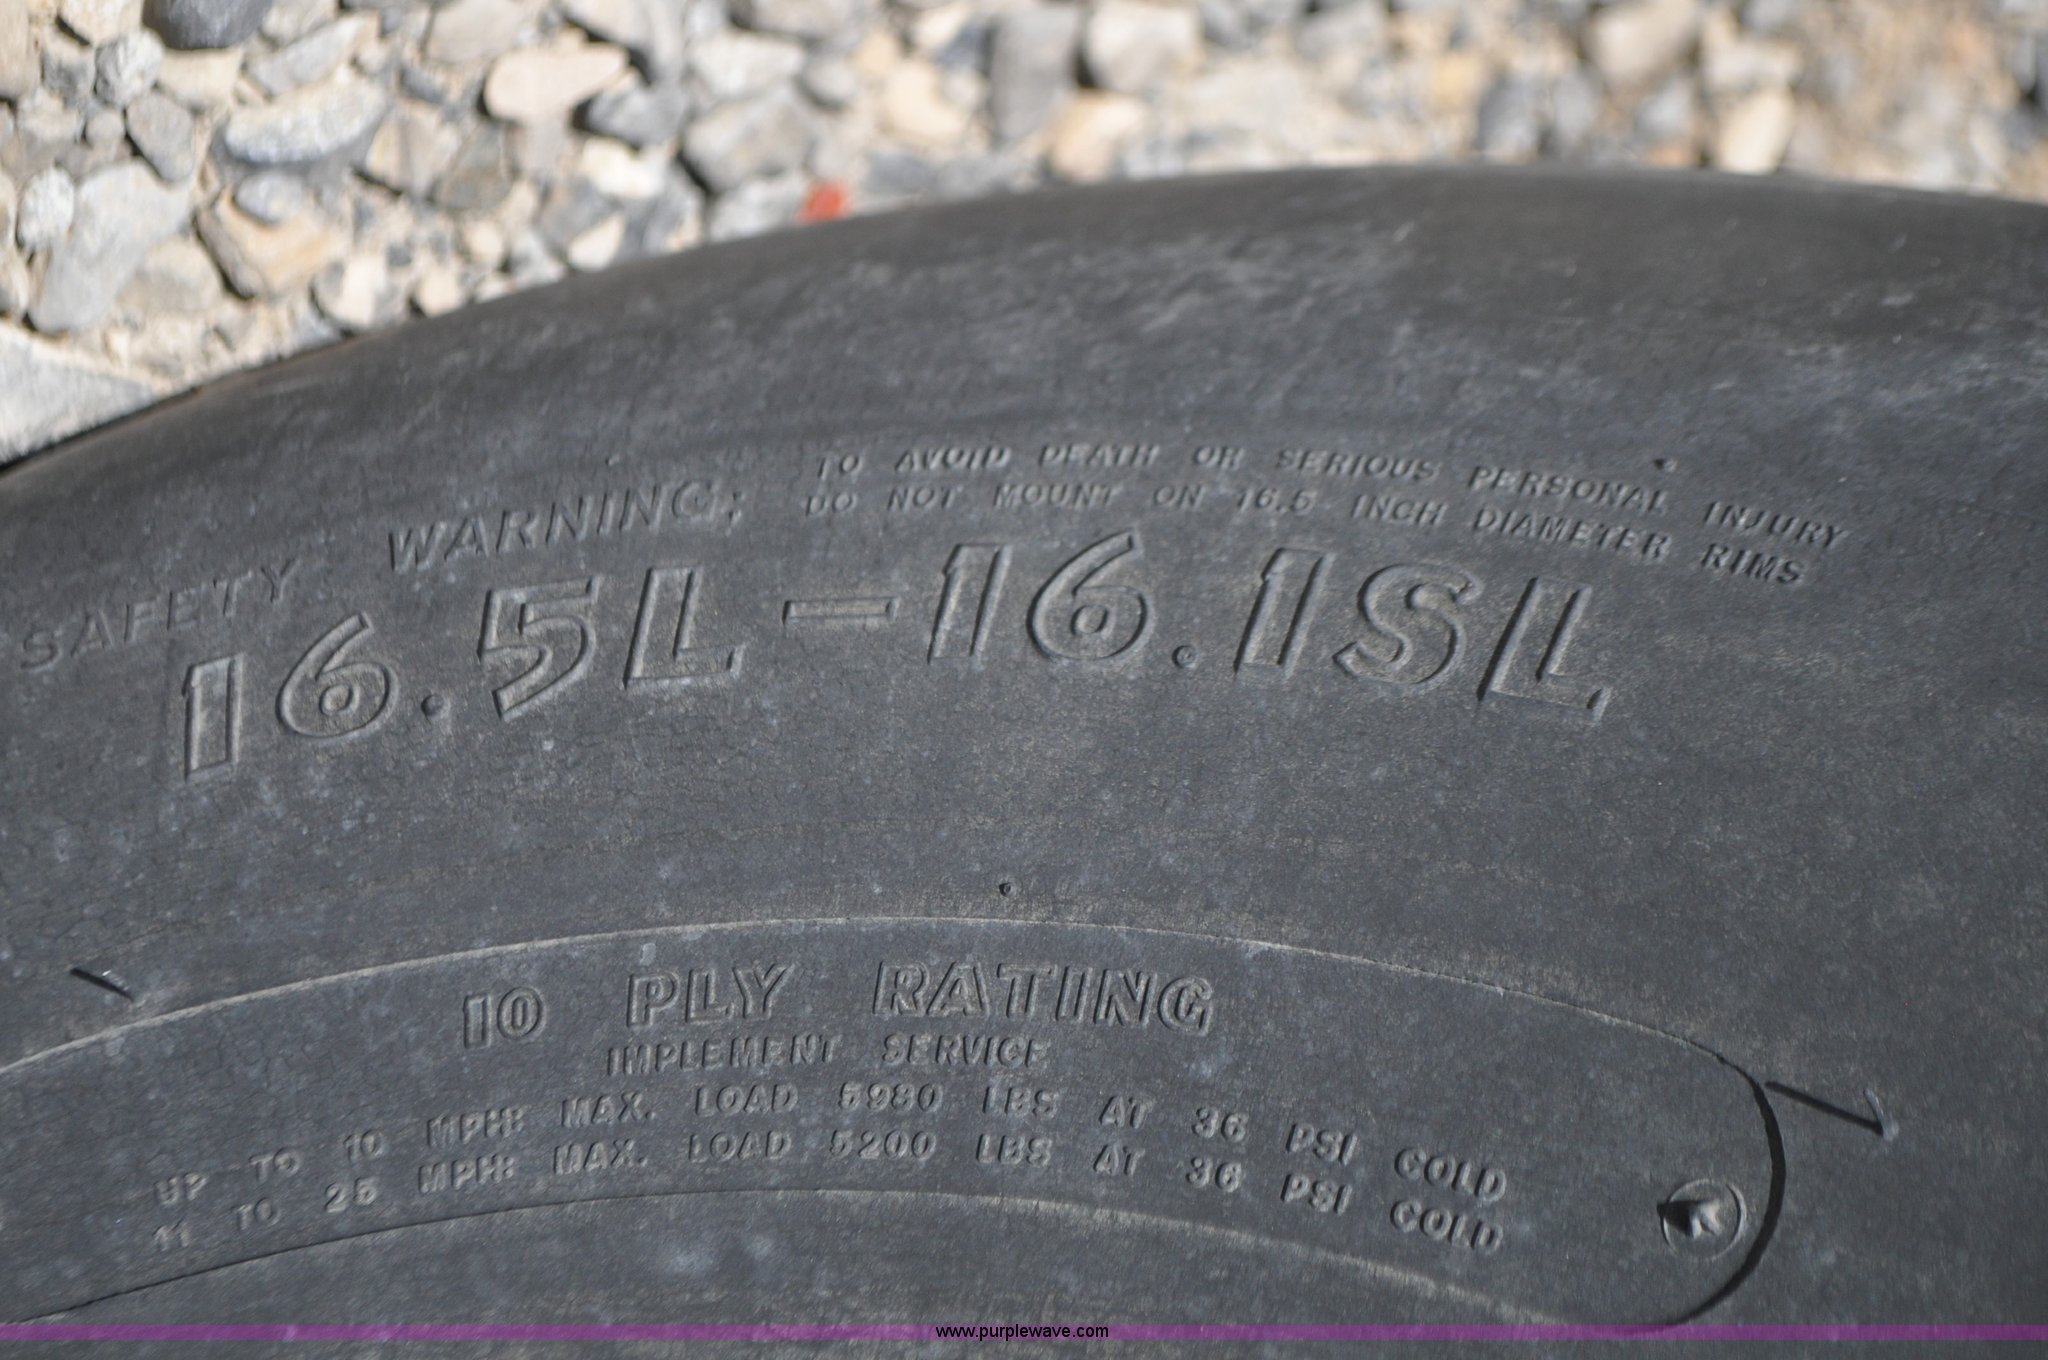 SAFETY WARNING: TO AVOID DEATH OR SERIOUS PERSONAL INJURY
DO NOT MOUNT ON 16.5 INCH DIAMETER RIMS
16.5L-16.1SL
10 PLY RATING
IMPLEMENT SERVICE
UP TO 10 MPH: MAX. LOAD 5980 LBS AT 36 PSI COLD
11 TO 25 MPH: MAX. LOAD 5200 LBS AT 36 PSI COLD
www.purplewave.com